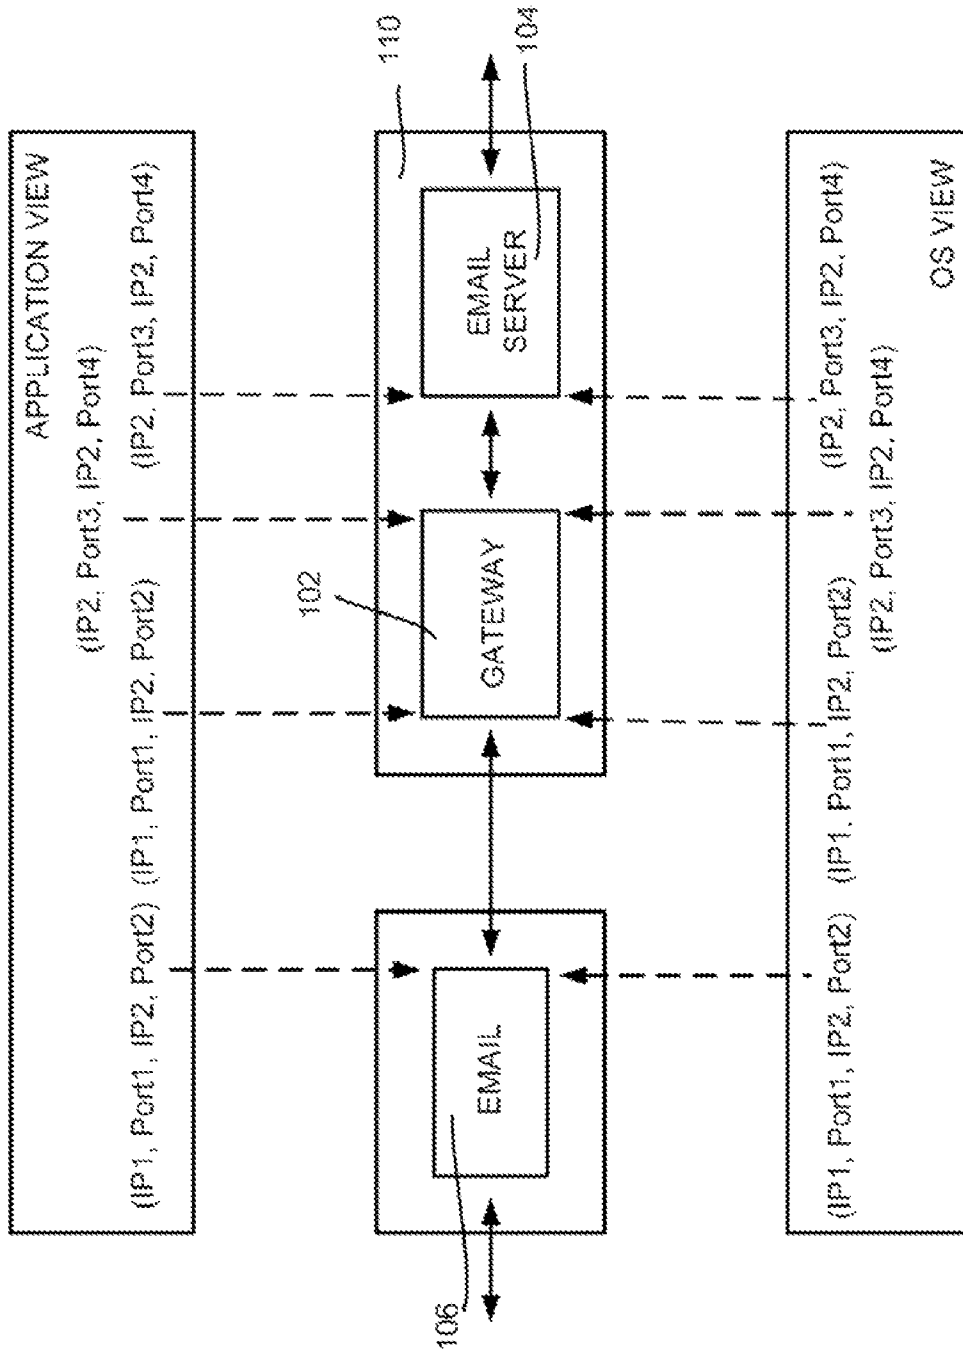 APPLICATION VIEW
(IP2, Port3, IP2, Port4)
(IP1, Port1, IP2, Port2) (IP1, Port1, IP2, Port2) (IP2, Port3, IP2, Port4)
110
102
106
EMAIL
GATEWAY
EMAIL
SERVER
104
(IP1, Port1, IP2, Port2) (IP1, Port1, IP2, Port2) (IP2, Port3, IP2, Port4)
(IP2, Port3, IP2, Port4)
OS VIEW